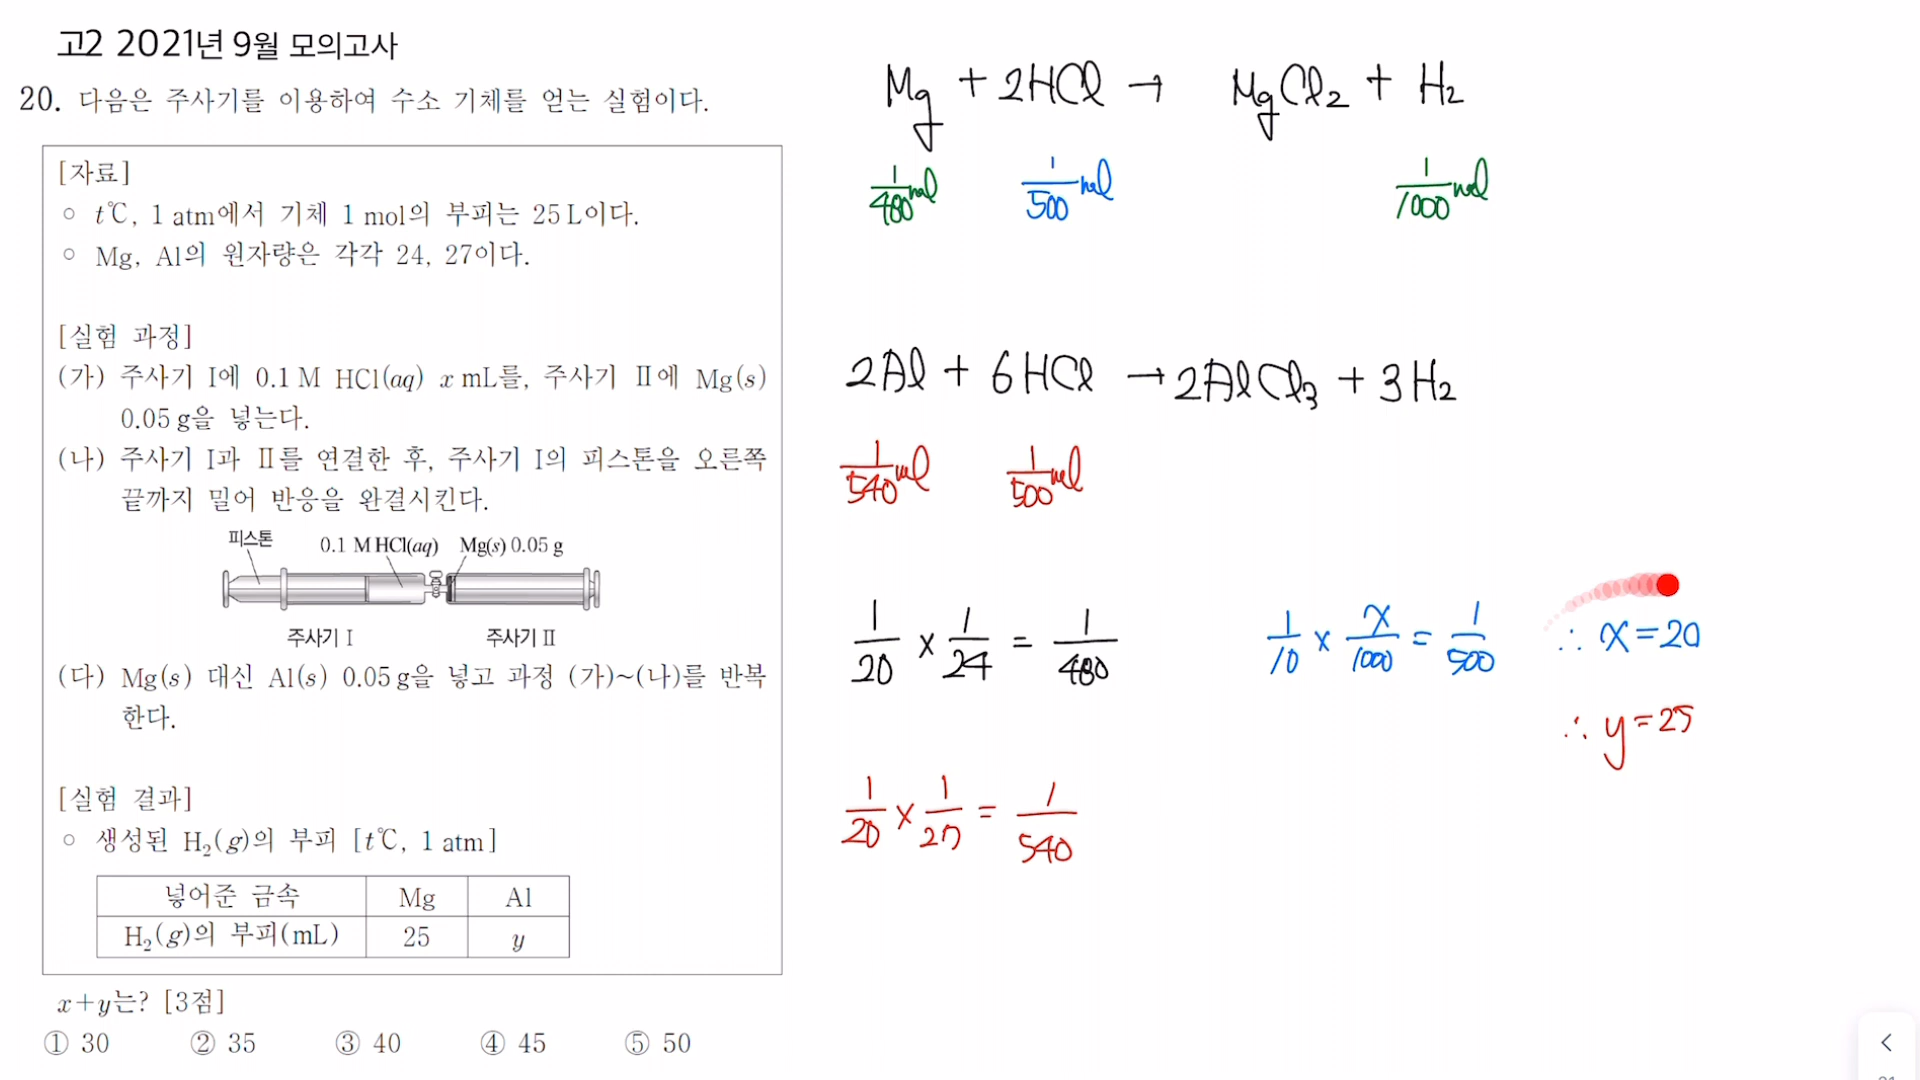 고2 2021년 9월 모의고사
20. 다음은 주사기를 이용하여 수소 기체를 얻는 실험이다.
[자료]
○ t℃, 1 atm에서 기체 1 mol의 부피는 25 L이다.
○ Mg, Al의 원자량은 각각 24, 27이다.
[실험 과정]
(가) 주사기 Ⅰ에 0.1 M HCl(aq) x mL를, 주사기 Ⅱ에 Mg(s)
0.05 g을 넣는다.
(나) 주사기 Ⅰ과 Ⅱ를 연결한 후, 주사기 Ⅰ의 피스톤을 오른쪽
끝까지 밀어 반응을 완결시킨다.
피스톤 0.1 M HCl(aq) Mg(s) 0.05 g
주사기 Ⅰ 주사기 Ⅱ
(다) Mg(s) 대신 Al(s) 0.05 g을 넣고 과정 (가)~(나)를 반복
한다.
[실험 결과]
○ 생성된 H₂(g)의 부피 [t℃, 1 atm]
넣어준 금속 Mg Al
H₂(g)의 부피(mL) 25 y
x+y는? [3점]
① 30 ② 35 ③ 40 ④ 45 ⑤ 50
Mg + 2HCl → MgCl₂ + H₂
1/480 mol 1/500 mol 1/1000 mol
2Al + 6HCl → 2AlCl₃ + 3H₂
1/540 mol 1/500 mol
1/20 × 1/24 = 1/480
1/10 × x/1000 = 1/500 ∴ x=20
∴ y=25
1/20 × 1/27 = 1/540